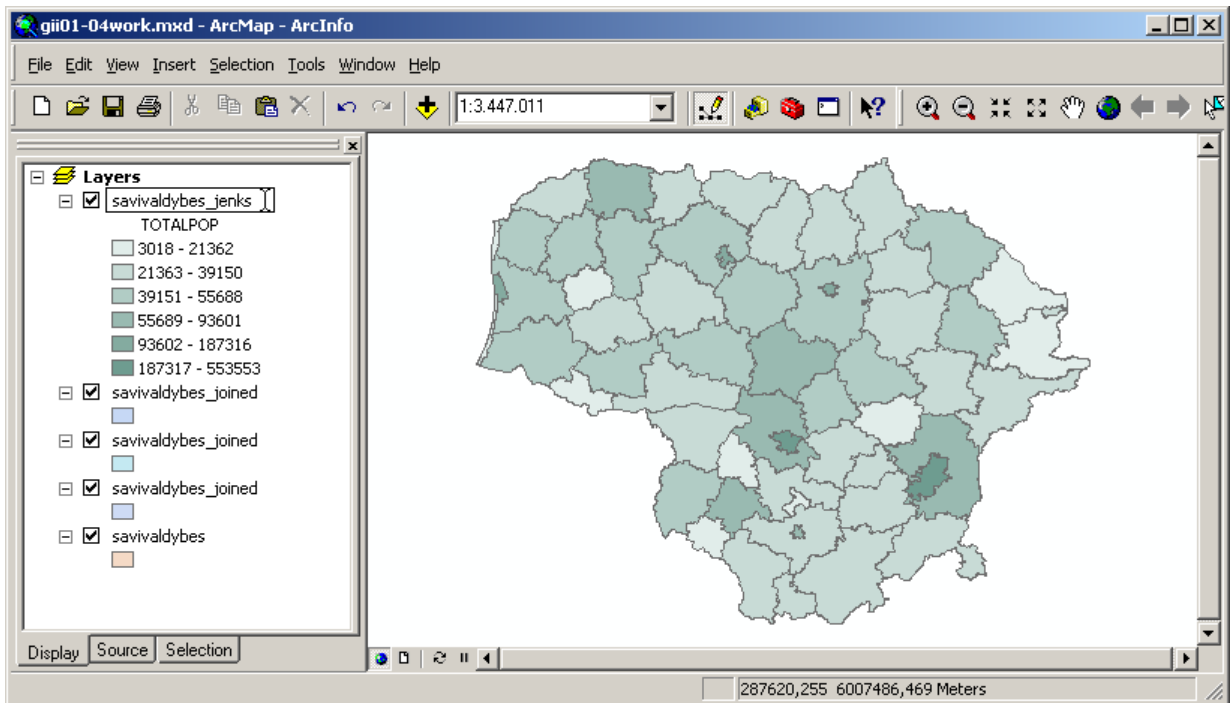 gii01-04work.mxd - ArcMap - ArcInfo
File Edit View Insert Selection Tools Window Help
1:3.447.011
Layers
savivaldybes_jenks
TOTALPOP
3018 - 21362
21363 - 39150
39151 - 55688
55689 - 93601
93602 - 187316
187317 - 553553
savivaldybes_joined
savivaldybes_joined
savivaldybes_joined
savivaldybes
Display Source Selection
287620,255 6007486,469 Meters